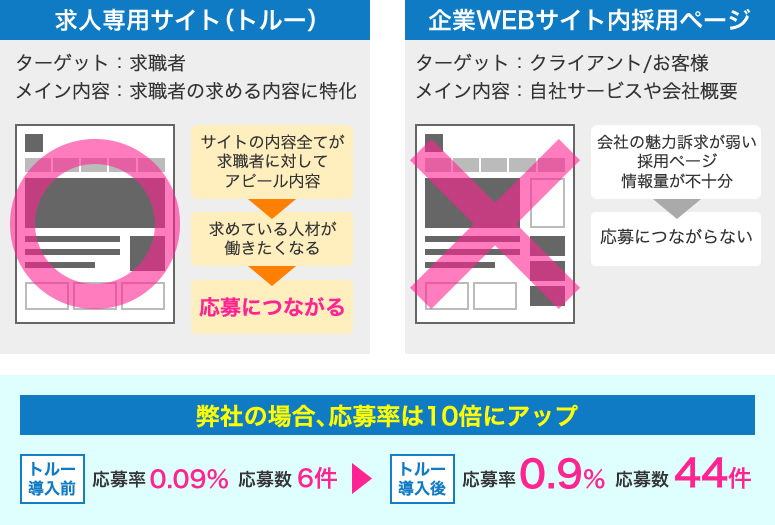 求人専用サイト（トルー）
ターゲット：求職者
メイン内容：求職者の求める内容に特化
サイトの内容全てが
求職者に対して
アピール内容
求めている人材が
働きたくなる
応募につながる
企業WEBサイト内採用ページ
ターゲット：クライアント/お客様
メイン内容：自社サービスや会社概要
会社の魅力訴求が弱い
採用ページ
情報量が不十分
応募につながらない
弊社の場合、応募率は10倍にアップ
トルー
導入前
応募率0.09% 応募数6件
トルー
導入後
応募率0.9% 応募数44件